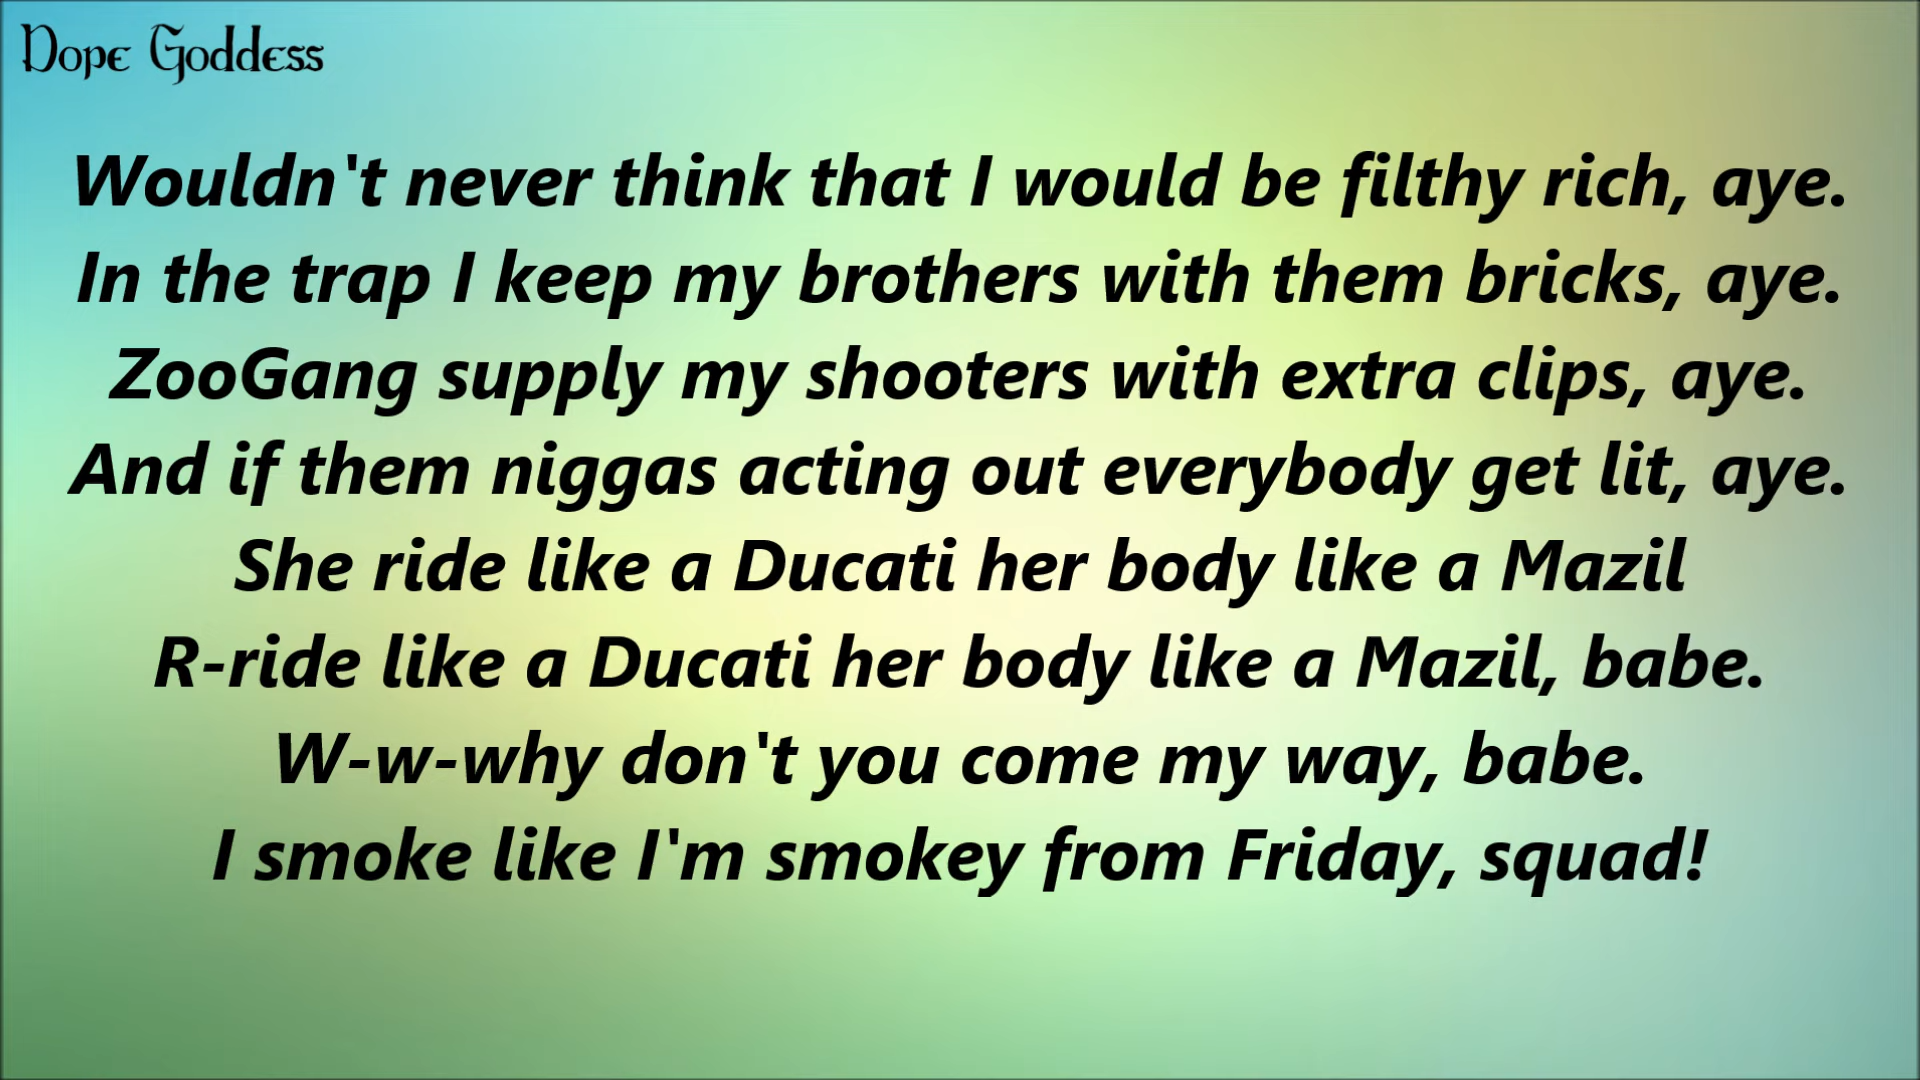 Dope Goddess
Wouldn't never think that I would be filthy rich, aye.
In the trap I keep my brothers with them bricks, aye.
ZooGang supply my shooters with extra clips, aye.
And if them niggas acting out everybody get lit, aye.
She ride like a Ducati her body like a Mazil
R-ride like a Ducati her body like a Mazil, babe.
W-w-why don't you come my way, babe.
I smoke like I'm smokey from Friday, squad!